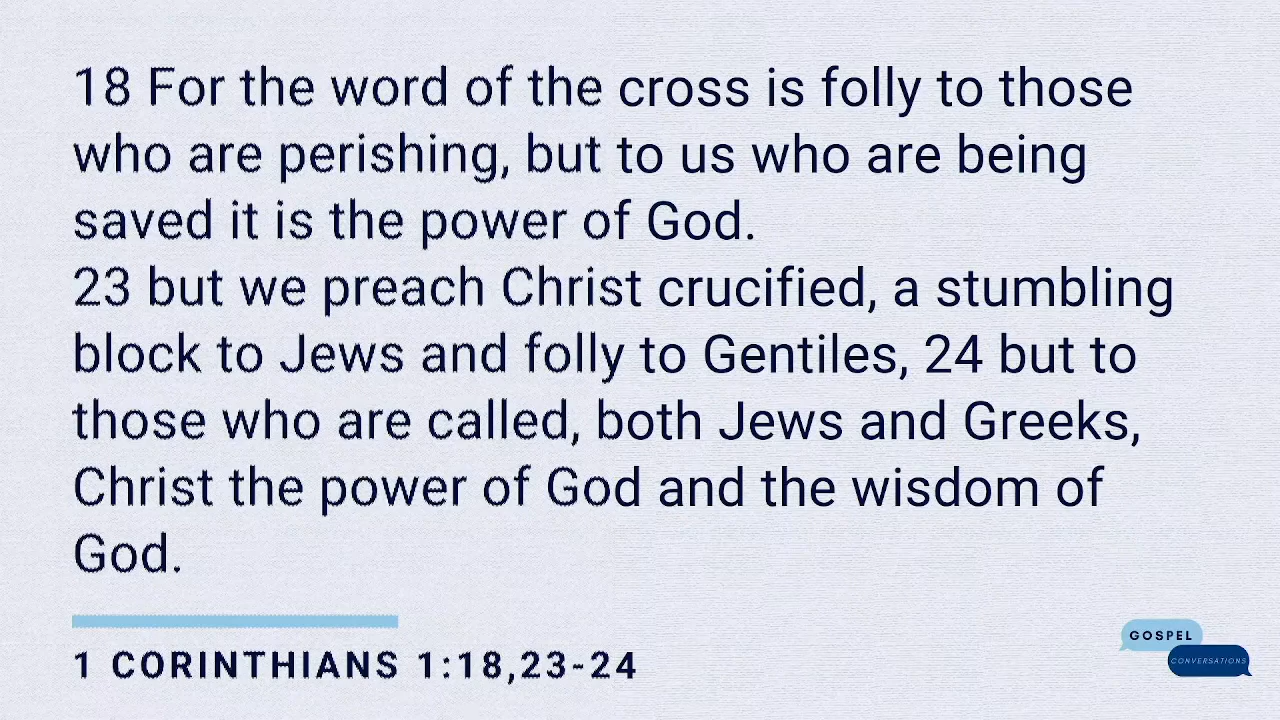 18 For the word of the cross is folly to those
who are perishing, but to us who are being
saved it is the power of God.
23 but we preach Christ crucified, a stumbling
block to Jews and folly to Gentiles, 24 but to
those who are called, both Jews and Greeks,
Christ the power of God and the wisdom of
God.
1 CORINTHIANS 1:18,23-24
GOSPEL
CONVERSATIONS